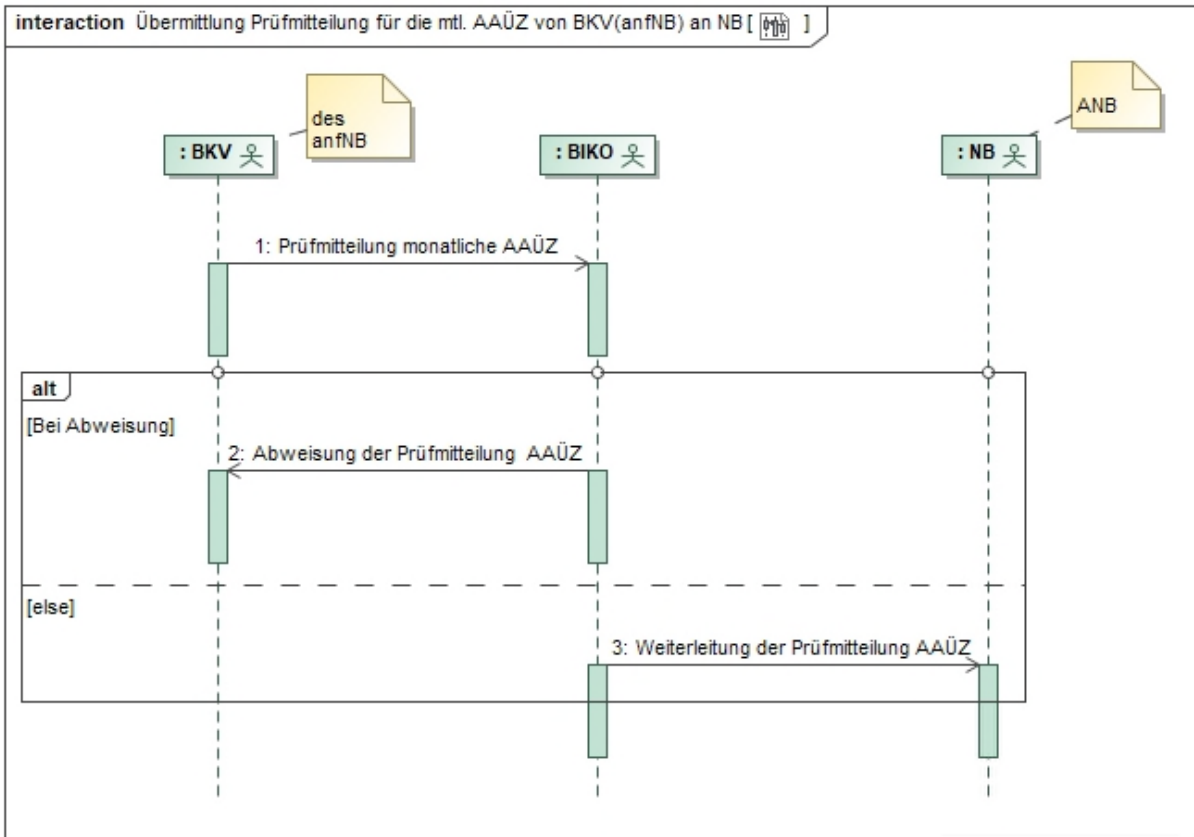 interaction Übermittlung Prüfmitteilung für die mtl. AAÜZ von BKV(anfNB) an NB [ ]
des
anfNB
ANB
: BKV
: BIKO
: NB
1: Prüfmitteilung monatliche AAÜZ
alt
[Bei Abweisung]
2: Abweisung der Prüfmitteilung AAÜZ
[else]
3: Weiterleitung der Prüfmitteilung AAÜZ